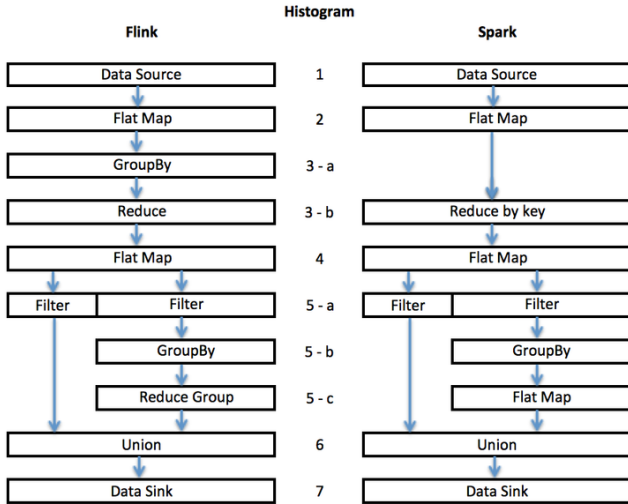 Histogram
Flink Spark
Data Source 1 Data Source
Flat Map 2 Flat Map
GroupBy 3 - a
Reduce 3 - b Reduce by key
Flat Map 4 Flat Map
Filter Filter 5 - a Filter Filter
GroupBy 5 - b GroupBy
Reduce Group 5 - c Flat Map
Union 6 Union
Data Sink 7 Data Sink